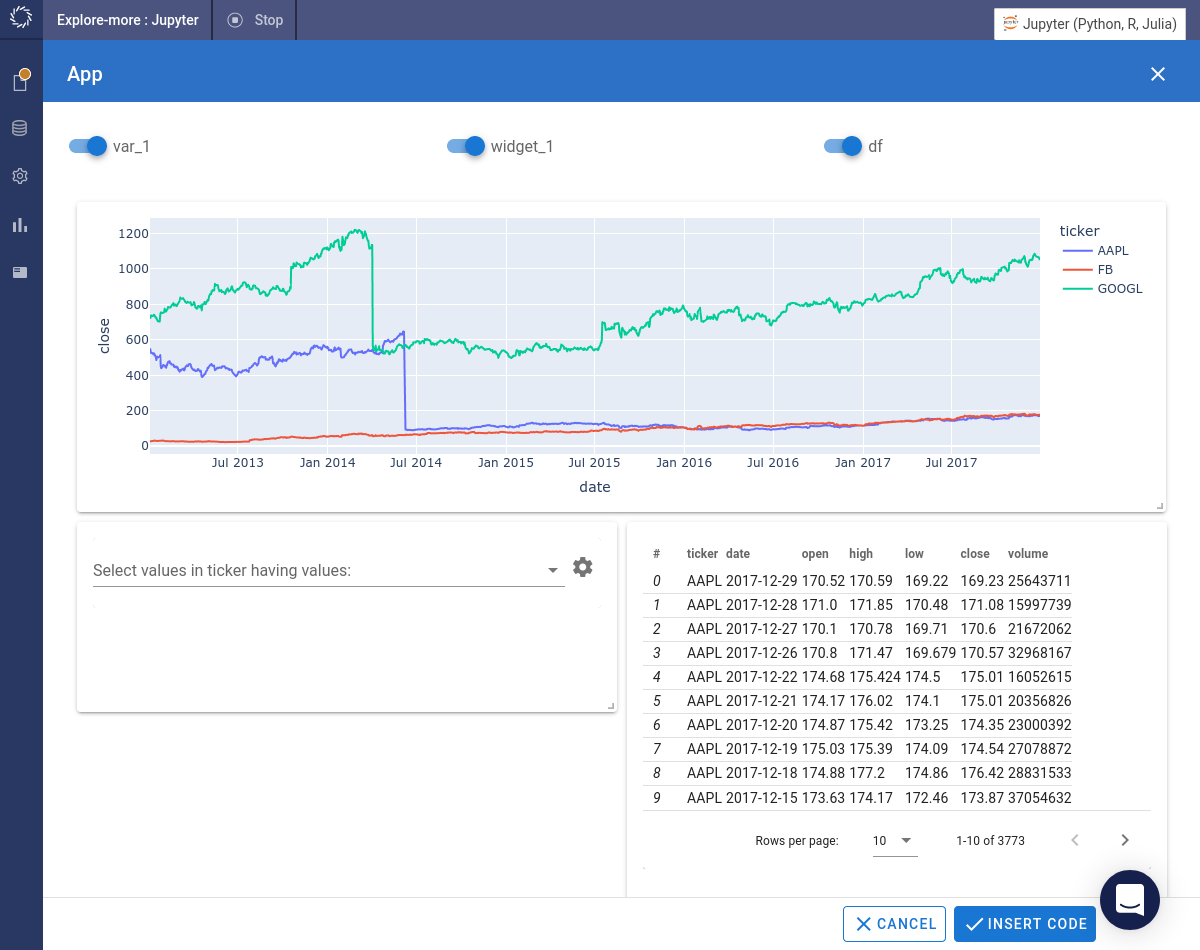 Explore-more : Jupyter
Stop
Jupyter (Python, R, Julia)
App
var_1
widget_1
df
1200
1000
800
600
400
200
0
close
Jul 2013 Jan 2014 Jul 2014 Jan 2015 Jul 2015 Jan 2016 Jul 2016 Jan 2017 Jul 2017
date
ticker
AAPL
FB
GOOGL
Select values in ticker having values:
# ticker date open high low close volume
0 AAPL 2017-12-29 170.52 170.59 169.22 169.23 25643711
1 AAPL 2017-12-28 171.0 171.85 170.48 171.08 15997739
2 AAPL 2017-12-27 170.1 170.78 169.71 170.6 21672062
3 AAPL 2017-12-26 170.8 171.47 169.679 170.57 32968167
4 AAPL 2017-12-22 174.68 175.424 174.5 175.01 16052615
5 AAPL 2017-12-21 174.17 176.02 174.1 175.01 20356826
6 AAPL 2017-12-20 174.87 175.42 173.25 174.35 23000392
7 AAPL 2017-12-19 175.03 175.39 174.09 174.54 27078872
8 AAPL 2017-12-18 174.88 177.2 174.86 176.42 28831533
9 AAPL 2017-12-15 173.63 174.17 172.46 173.87 37054632
Rows per page: 10 1-10 of 3773
CANCEL
INSERT CODE